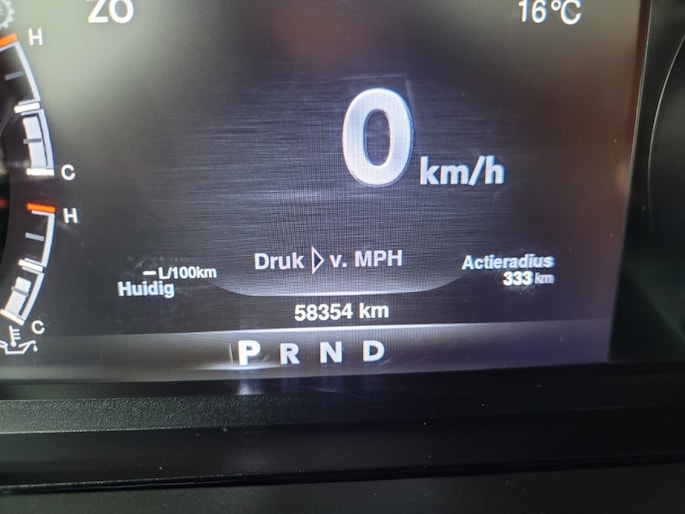 ZO
16°C
H
C
H
C
0 km/h
Druk ▷ v. MPH
–L/100km
Huidig
Actieradius
333 km
58354 km
P R N D